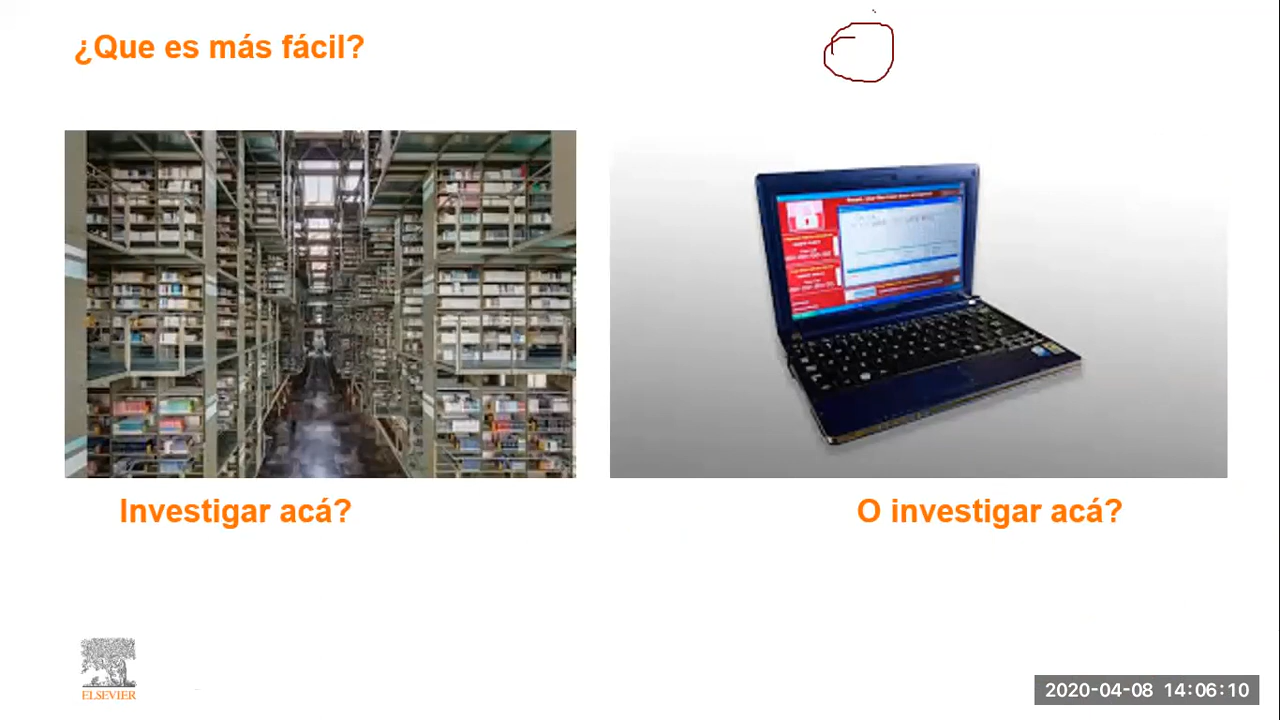 ¿Que es más fácil?
Investigar acá?
O investigar acá?
ELSEVIER
2020-04-08 14:06:10